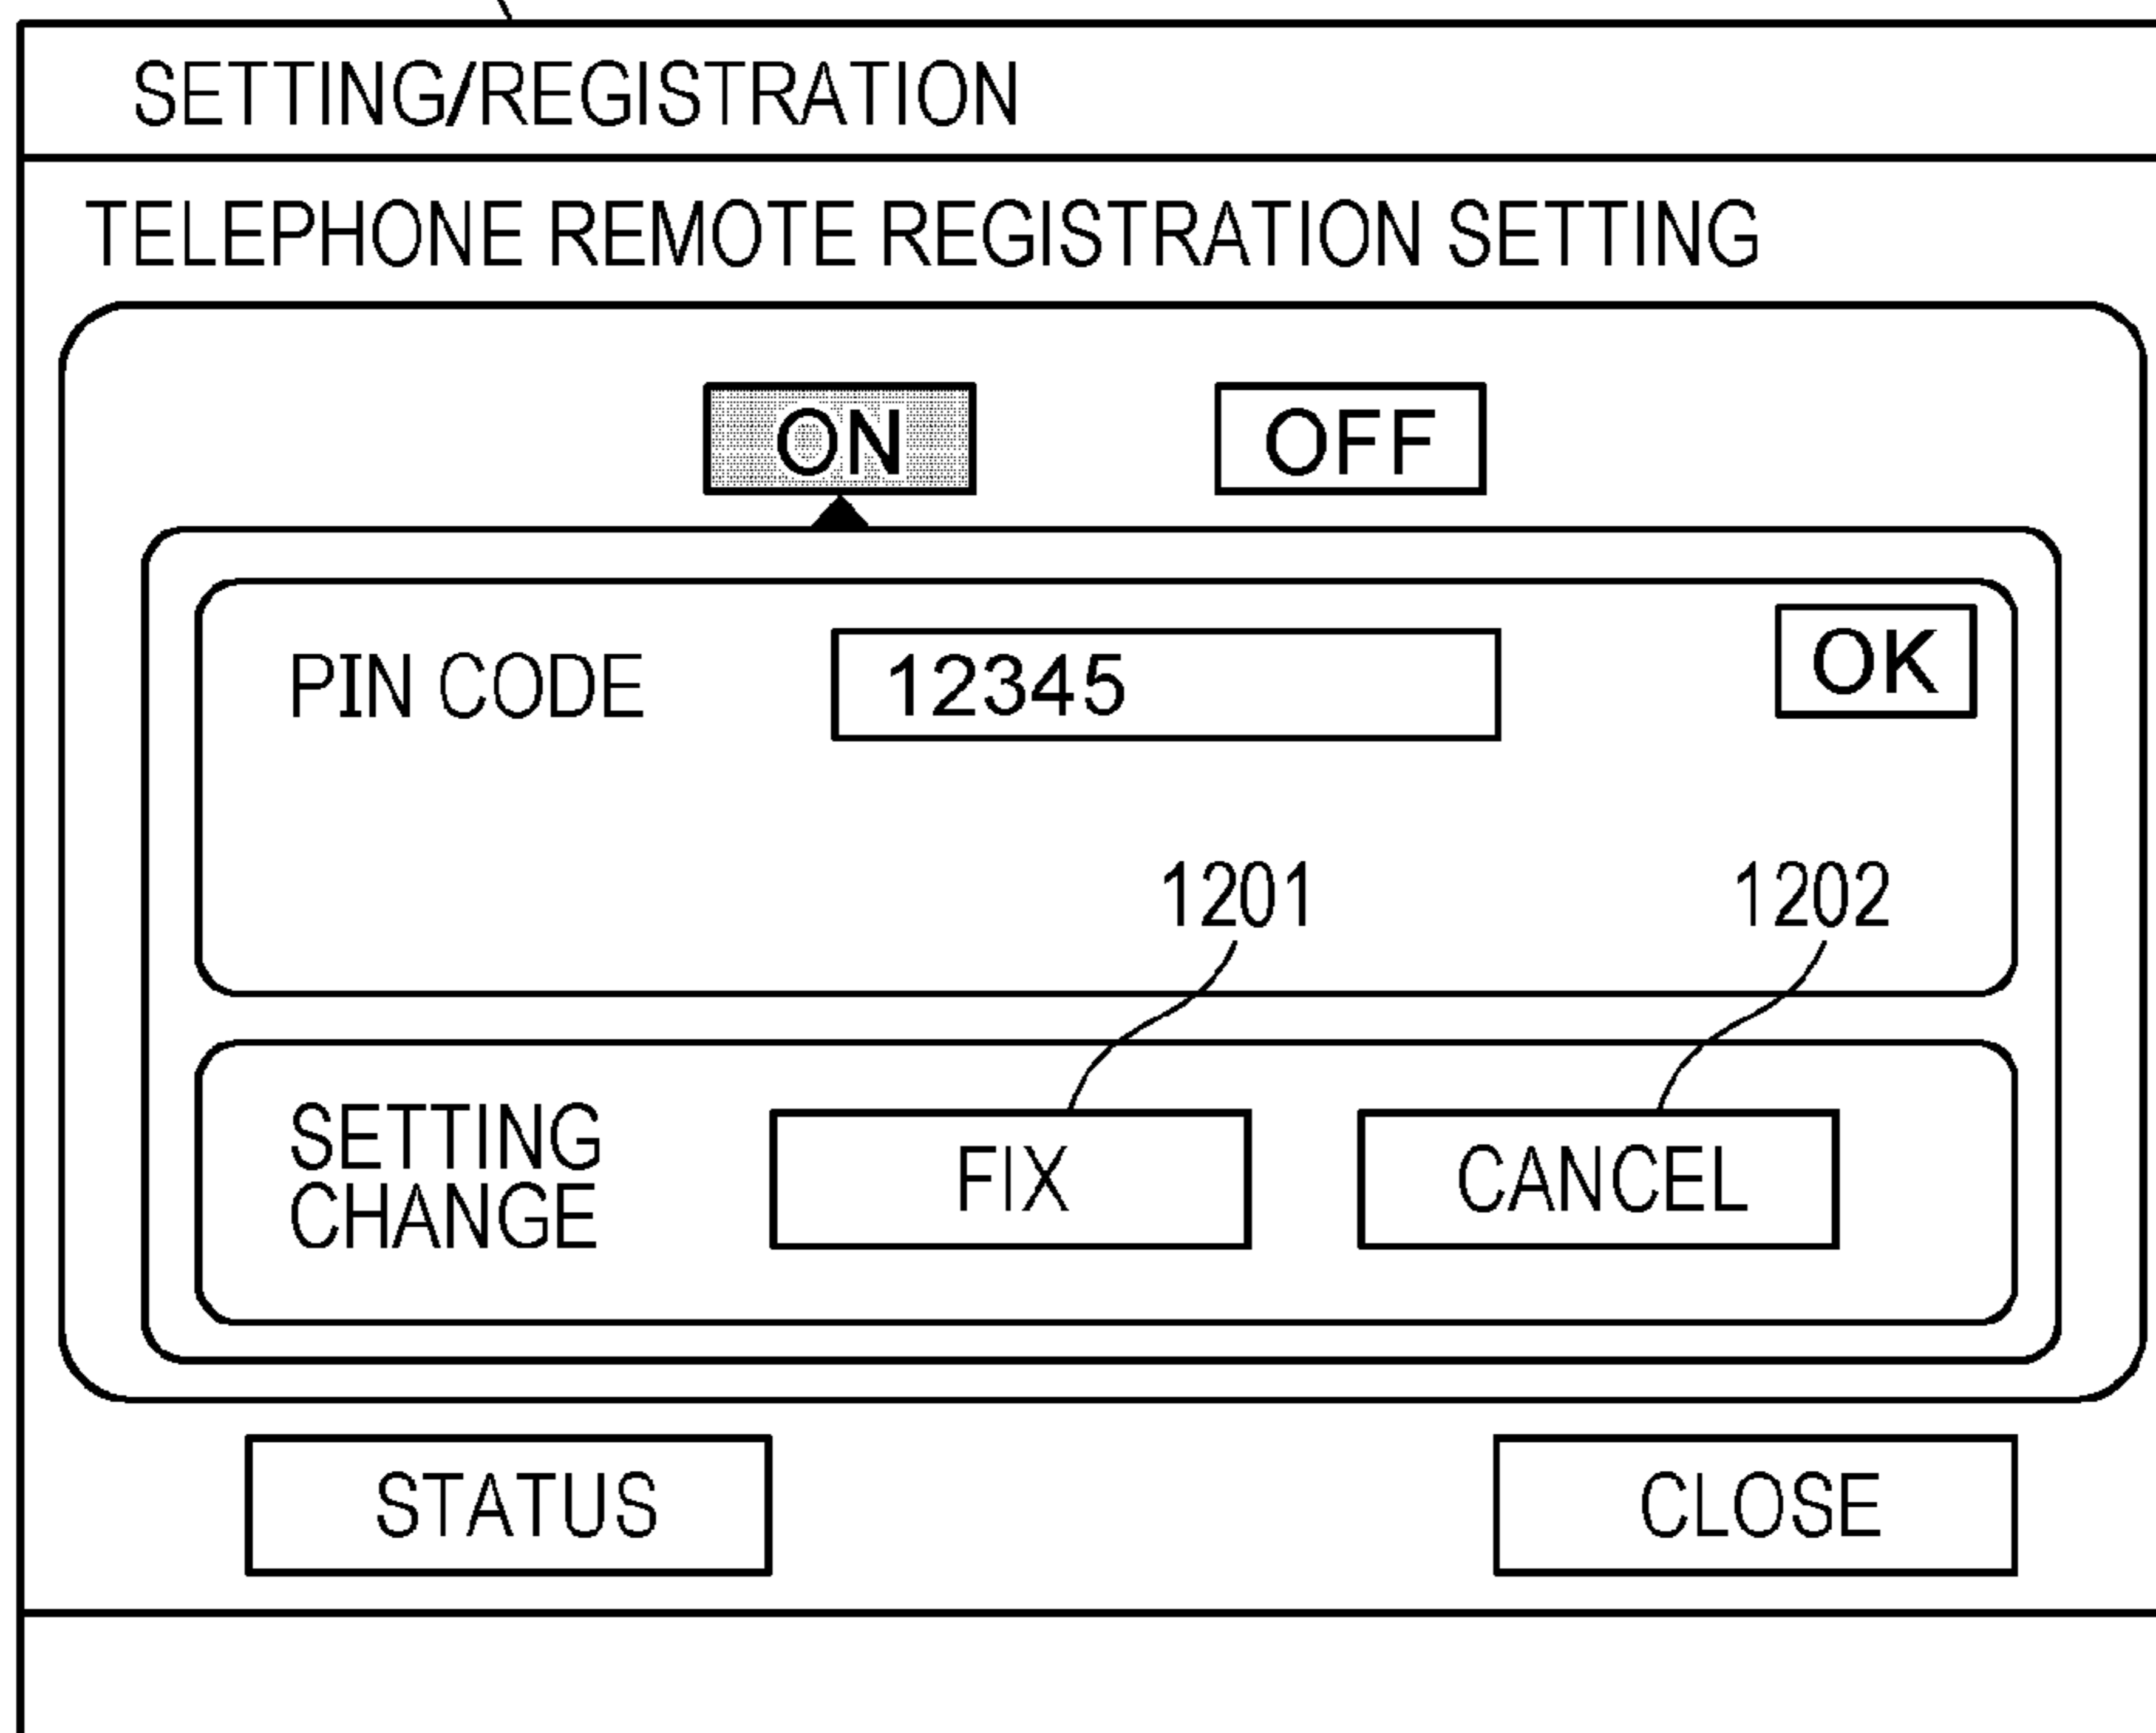 SETTING/REGISTRATION
TELEPHONE REMOTE REGISTRATION SETTING
ON OFF
PIN CODE 12345 OK
1201 1202
SETTING
CHANGE
FIX CANCEL
STATUS CLOSE